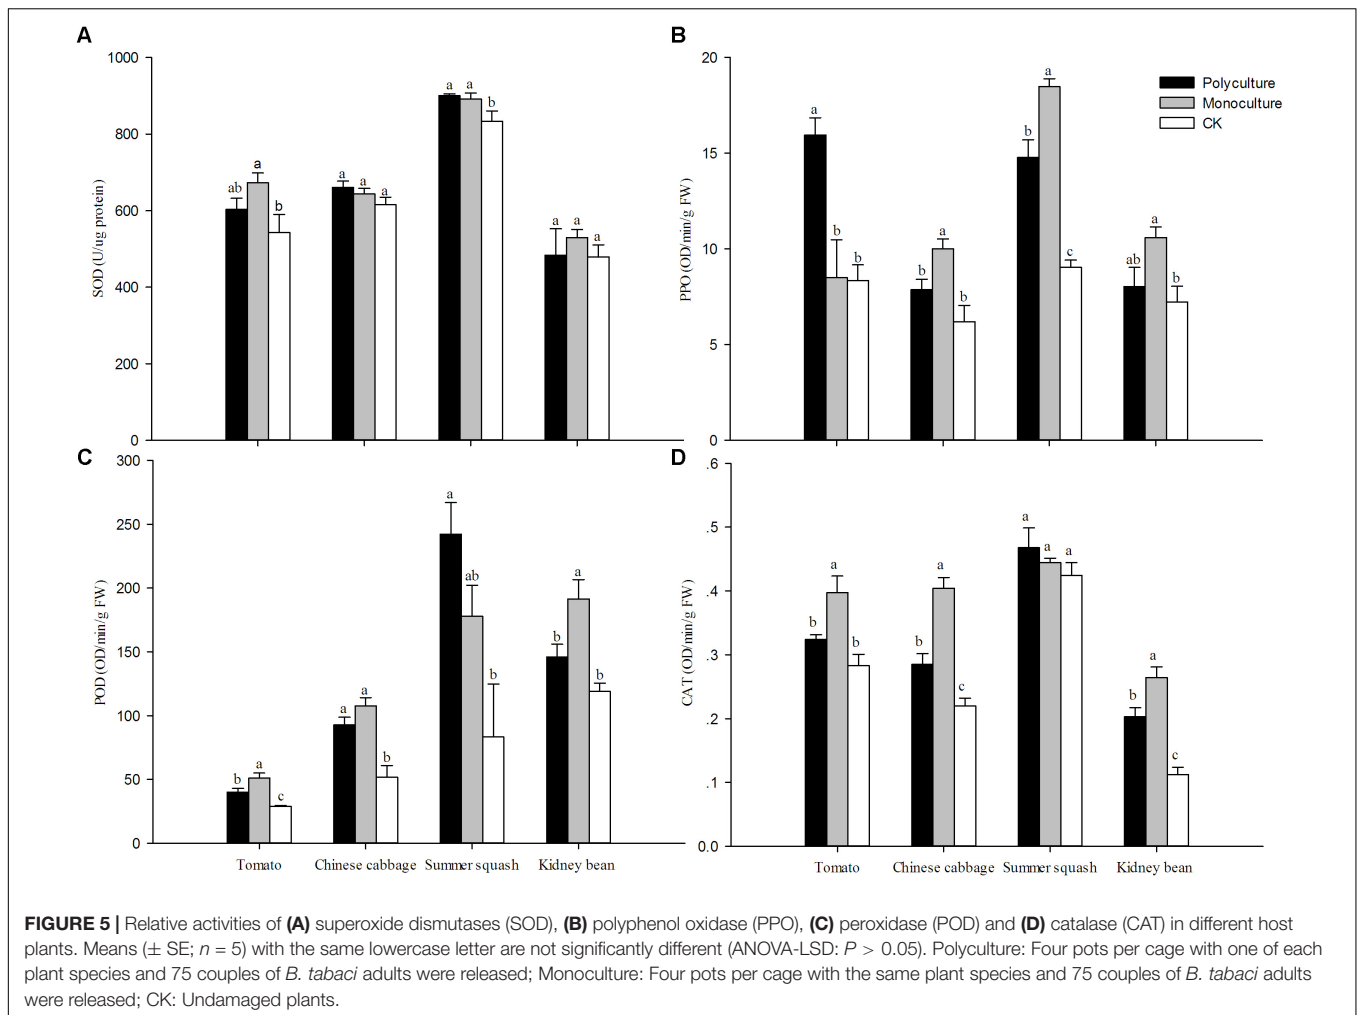 A
1000
800
600
400
200
0
SOD (U/ug protein)
ab a b
a a a
a a b
a a a
B
20
15
10
5
0
PPO (OD/min/g FW)
a b b
b a b
b a c
ab a b
Polyculture
Monoculture
CK
C
300
250
200
150
100
50
0
POD (OD/min/g FW)
b a c
a a b
a ab b
b a b
Tomato Chinese cabbage Summer squash Kidney bean
D
.6
.5
.4
.3
.2
.1
0.0
CAT (OD/min/g FW)
b a b
b a c
a a a
b a c
Tomato Chinese cabbage Summer squash Kidney bean
FIGURE 5 | Relative activities of (A) superoxide dismutases (SOD), (B) polyphenol oxidase (PPO), (C) peroxidase (POD) and (D) catalase (CAT) in different host
plants. Means (± SE; n = 5) with the same lowercase letter are not significantly different (ANOVA-LSD: P > 0.05). Polyculture: Four pots per cage with one of each
plant species and 75 couples of B. tabaci adults were released; Monoculture: Four pots per cage with the same plant species and 75 couples of B. tabaci adults
were released; CK: Undamaged plants.